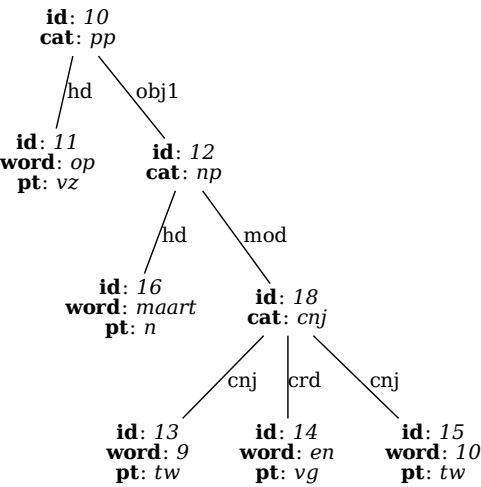 id: 10
cat: pp
hd
obj1
id: 11
word: op
pt: vz
id: 12
cat: np
hd
mod
id: 16
word: maart
pt: n
id: 18
cat: cnj
cnj
crd
cnj
id: 13
word: 9
pt: tw
id: 14
word: en
pt: vg
id: 15
word: 10
pt: tw